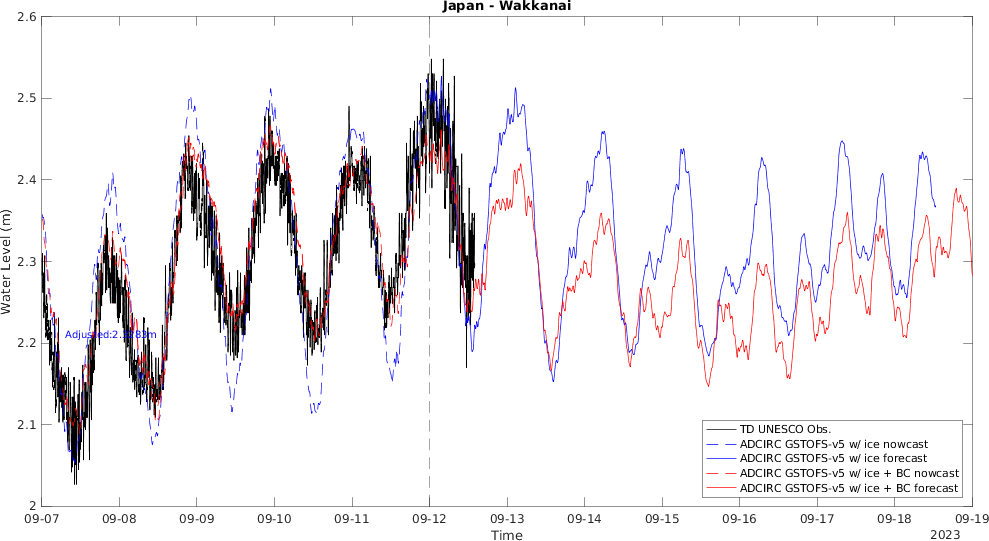 Japan - Wakkanai
Water Level (m)
2.6
2.5
2.4
2.3
2.2
2.1
2
TD UNESCO Obs.
ADCIRC GSTOFS-v5 w/ ice nowcast
ADCIRC GSTOFS-v5 w/ ice forecast
ADCIRC GSTOFS-v5 w/ ice + BC nowcast
ADCIRC GSTOFS-v5 w/ ice + BC forecast
09-07 09-08 09-09 09-10 09-11 09-12 09-13 09-14 09-15 09-16 09-17 09-18 09-19
Time
2023